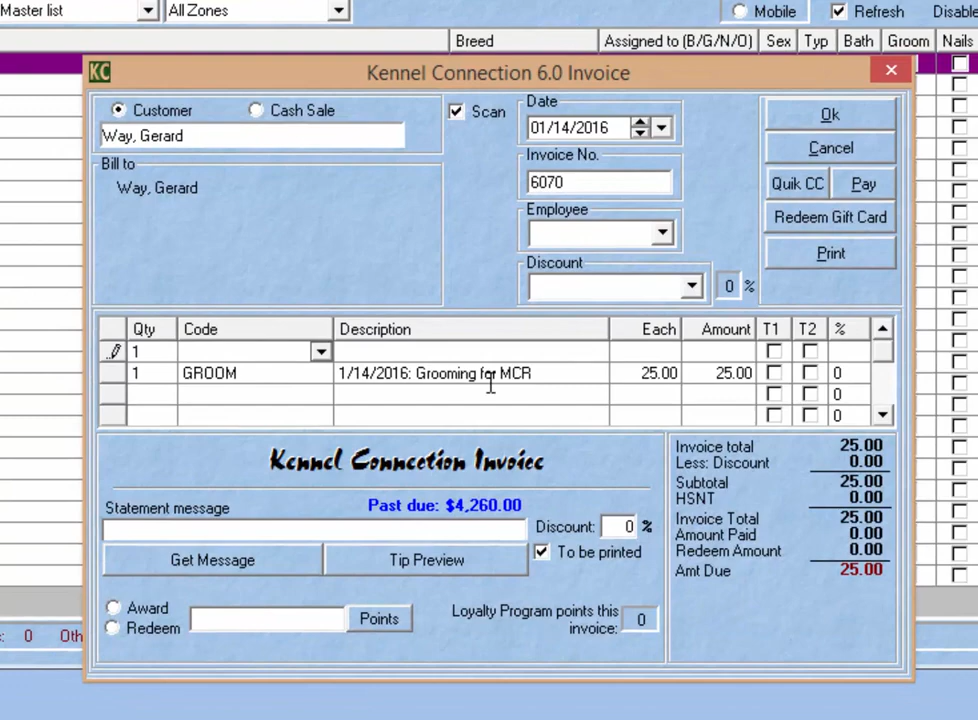 Master list All Zones Mobile Refresh Disable
Breed Assigned to (B/G/N/O) Sex Typ Bath Groom Nails
KC Kennel Connection 6.0 Invoice
Customer Cash Sale Scan
Way, Gerard
Bill to
Way, Gerard
Date
01/14/2016
Invoice No.
6070
Employee
Discount
0 %
Ok
Cancel
Quik CC Pay
Redeem Gift Card
Print
Qty Code Description Each Amount T1 T2 %
1
1 GROOM 1/14/2016: Grooming for MCR 25.00 25.00 0
0
0
Kennel Connection Invoice
Past due: $4,260.00
Statement message
Discount: 0 %
Get Message Tip Preview To be printed
Award
Redeem Points
Loyalty Program points this
invoice: 0
Invoice total 25.00
Less: Discount 0.00
Subtotal 25.00
HSNT 0.00
Invoice Total 25.00
Amount Paid 0.00
Redeem Amount 0.00
Amt Due 25.00
: 0 Oth